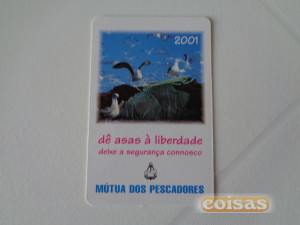 2001
dê asas à liberdade
deixe a segurança connosco
MÚTUA DOS PESCADORES
coisas